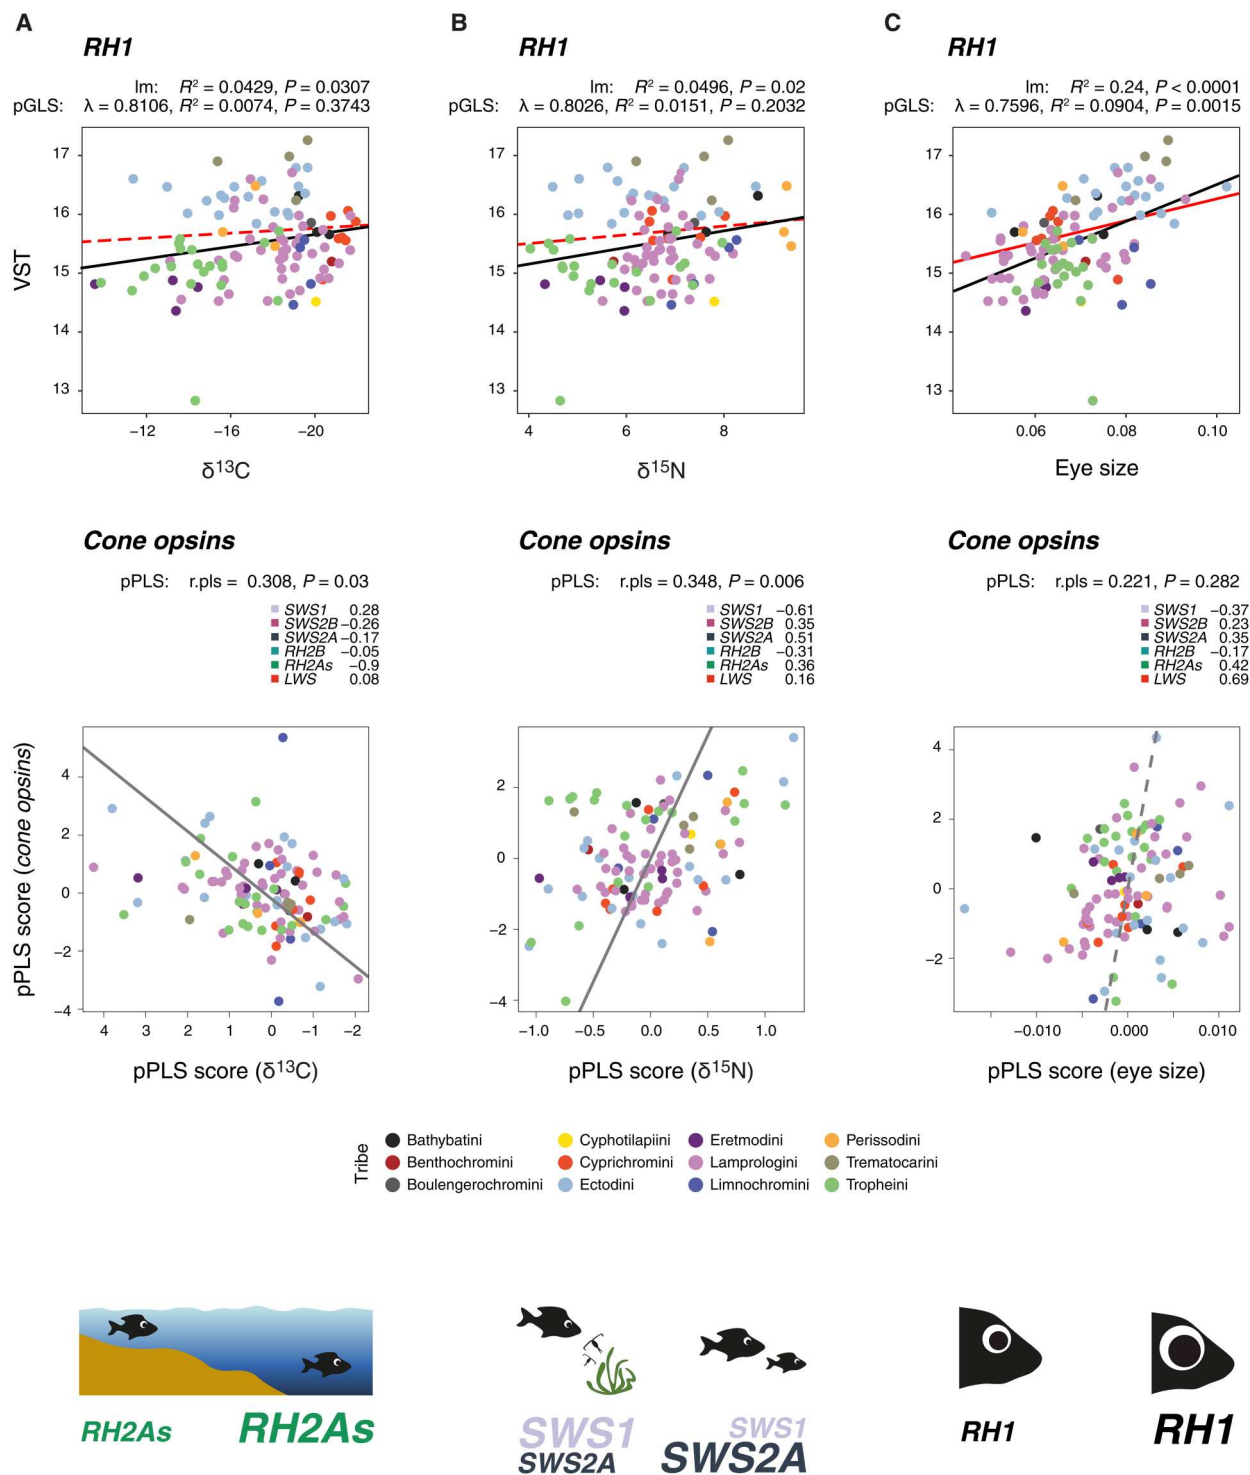 A
RH1
lm: R² = 0.0429, P = 0.0307
pGLS: λ = 0.8106, R² = 0.0074, P = 0.3743
17
16
15
14
13
VST
−12 −16 −20
δ¹³C
B
RH1
lm: R² = 0.0496, P = 0.02
pGLS: λ = 0.8026, R² = 0.0151, P = 0.2032
17
16
15
14
13
4 6 8
δ¹⁵N
C
RH1
lm: R² = 0.24, P < 0.0001
pGLS: λ = 0.7596, R² = 0.0904, P = 0.0015
17
16
15
14
13
0.06 0.08 0.10
Eye size
Cone opsins
pPLS: r.pls = 0.308, P = 0.03
SWS1 0.28
SWS2B −0.26
SWS2A −0.17
RH2B −0.05
RH2As −0.9
LWS 0.08
pPLS score (cone opsins)
4
2
0
−2
−4
4 3 2 1 0 −1 −2
pPLS score (δ¹³C)
Cone opsins
pPLS: r.pls = 0.348, P = 0.006
SWS1 −0.61
SWS2B 0.35
SWS2A 0.51
RH2B −0.31
RH2As 0.36
LWS 0.16
2
0
−2
−4
−1.0 −0.5 0.0 0.5 1.0
pPLS score (δ¹⁵N)
Cone opsins
pPLS: r.pls = 0.221, P = 0.282
SWS1 −0.37
SWS2B 0.23
SWS2A 0.35
RH2B −0.17
RH2As 0.42
LWS 0.69
4
2
0
−2
−0.010 0.000 0.010
pPLS score (eye size)
Tribe
Bathybatini Cyphotilapiini Eretmodini Perissodini
Benthochromini Cyprichromini Lamprologini Trematocarini
Boulengerochromini Ectodini Limnochromini Tropheini
RH2As RH2As
SWS1 SWS1
SWS2A SWS2A
RH1 RH1